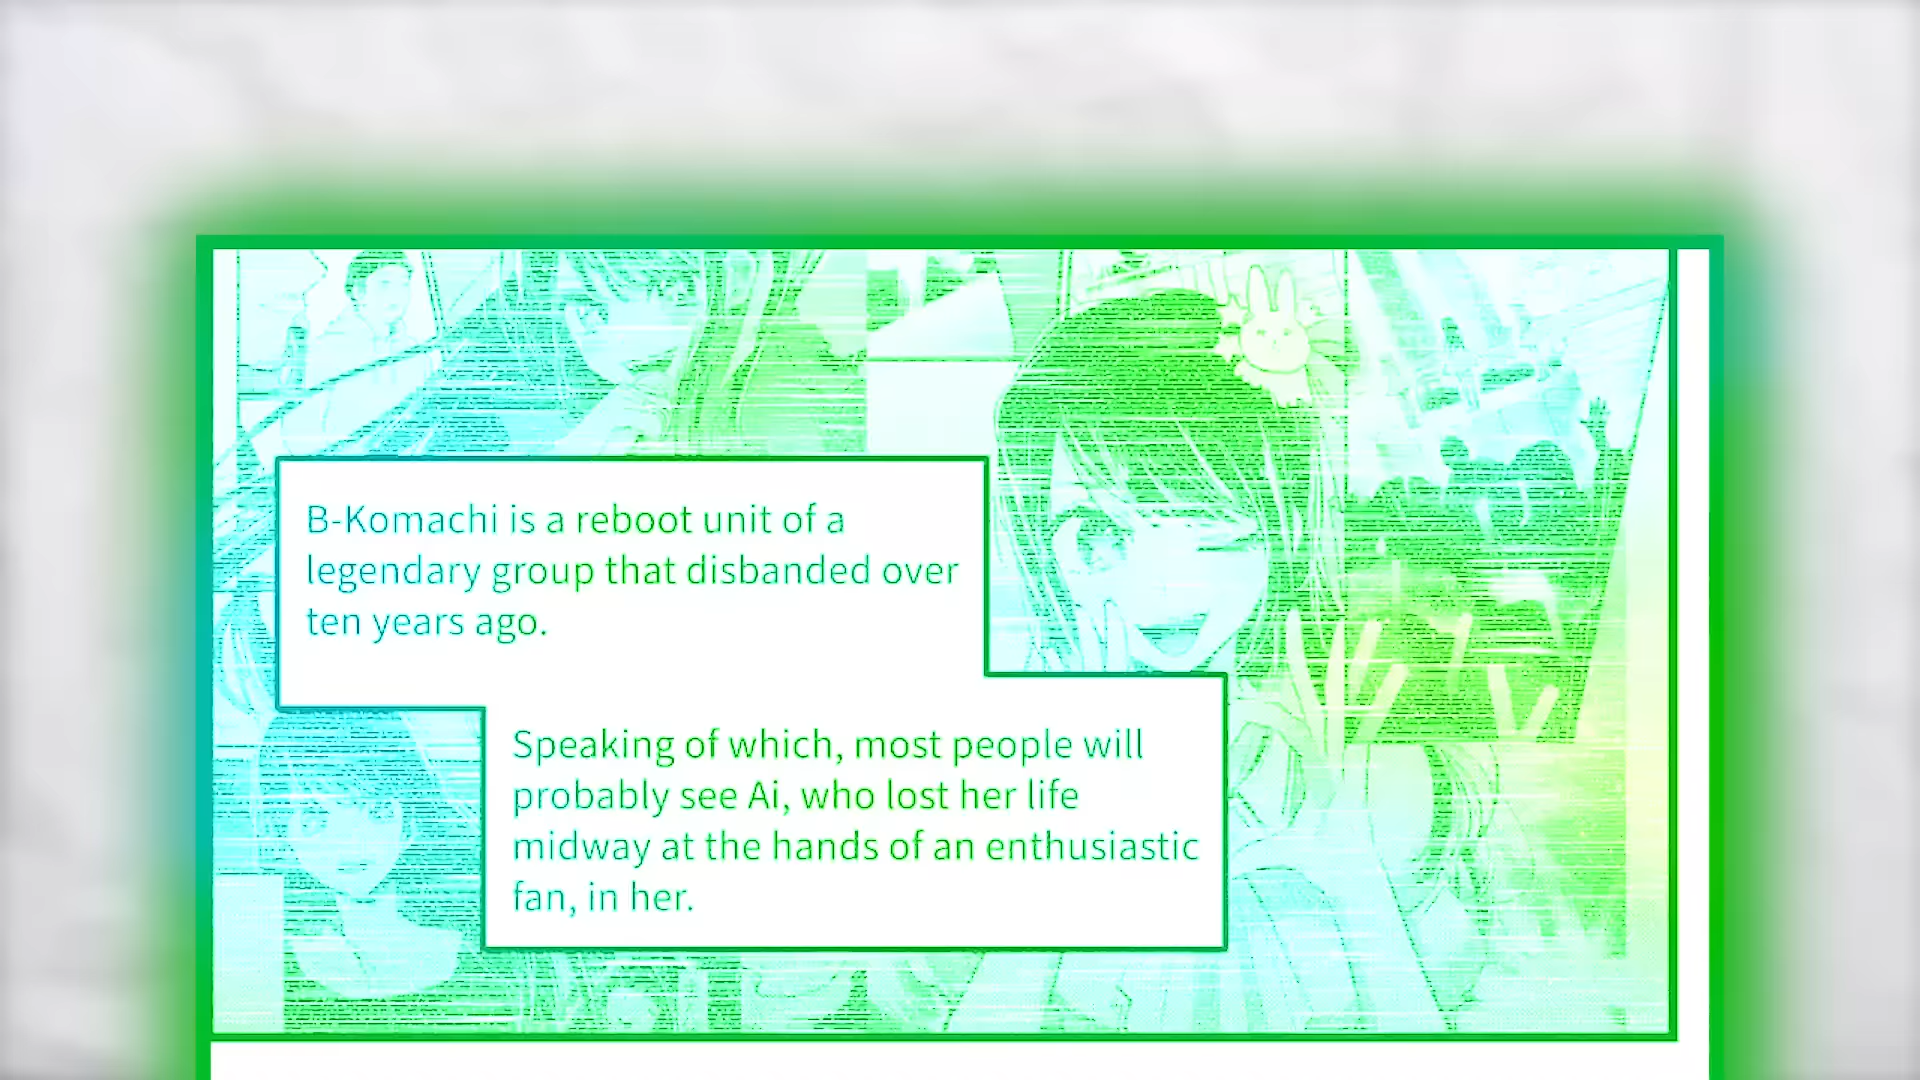 B-Komachi is a reboot unit of a
legendary group that disbanded over
ten years ago.
Speaking of which, most people will
probably see Ai, who lost her life
midway at the hands of an enthusiastic
fan, in her.